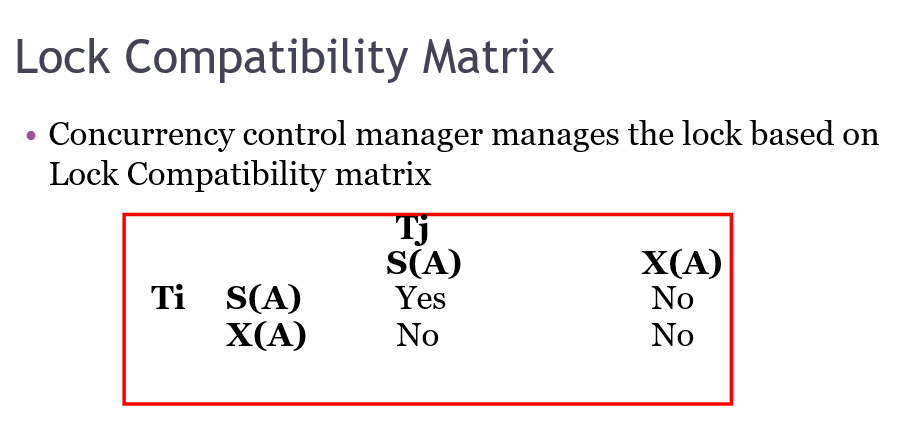 Lock Compatibility Matrix
• Concurrency control manager manages the lock based on
Lock Compatibility matrix
Tj
S(A) X(A)
Ti S(A) Yes No
X(A) No No